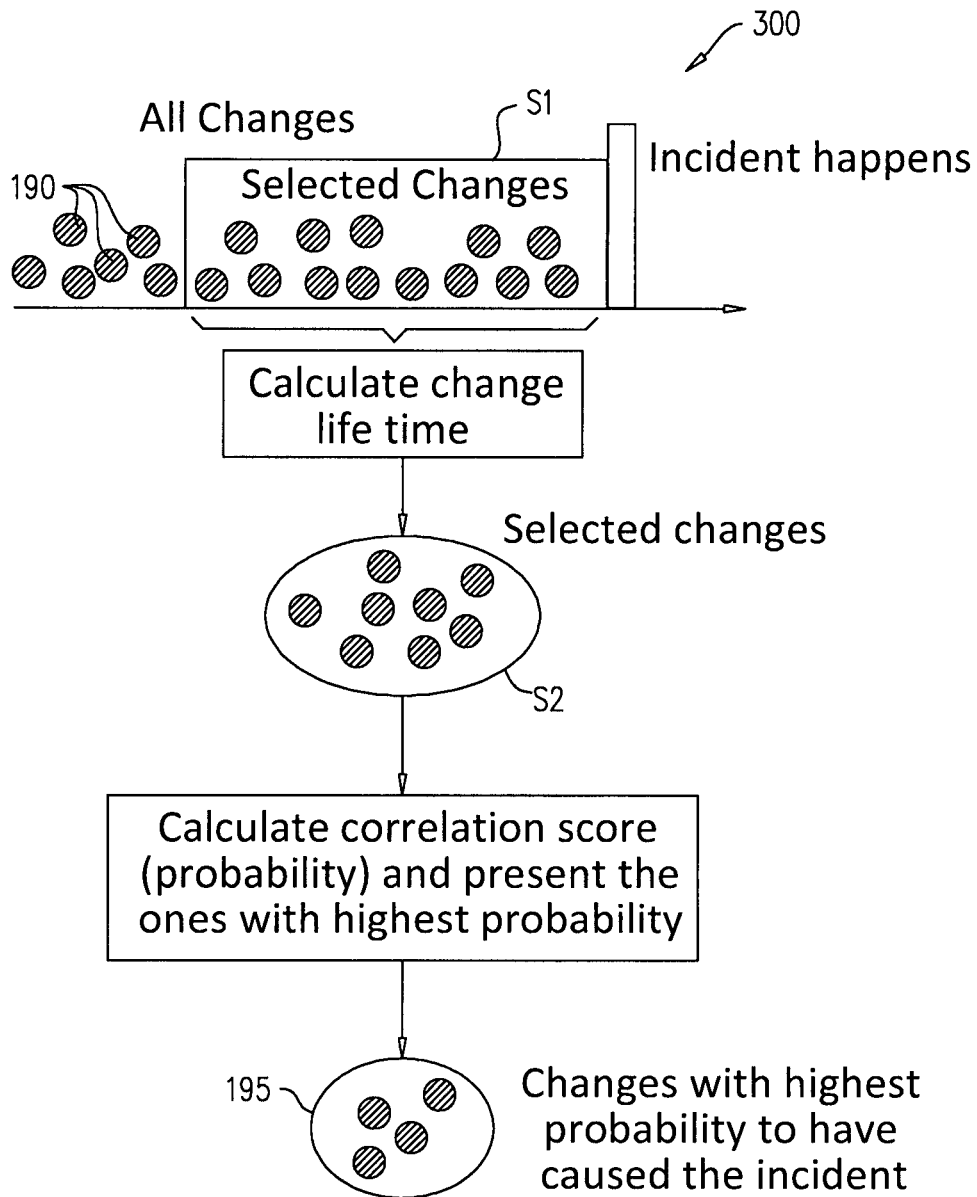 300
All Changes
S1
Incident happens
190
Selected Changes
Calculate change
life time
Selected changes
S2
Calculate correlation score
(probability) and present the
ones with highest probability
195
Changes with highest
probability to have
caused the incident